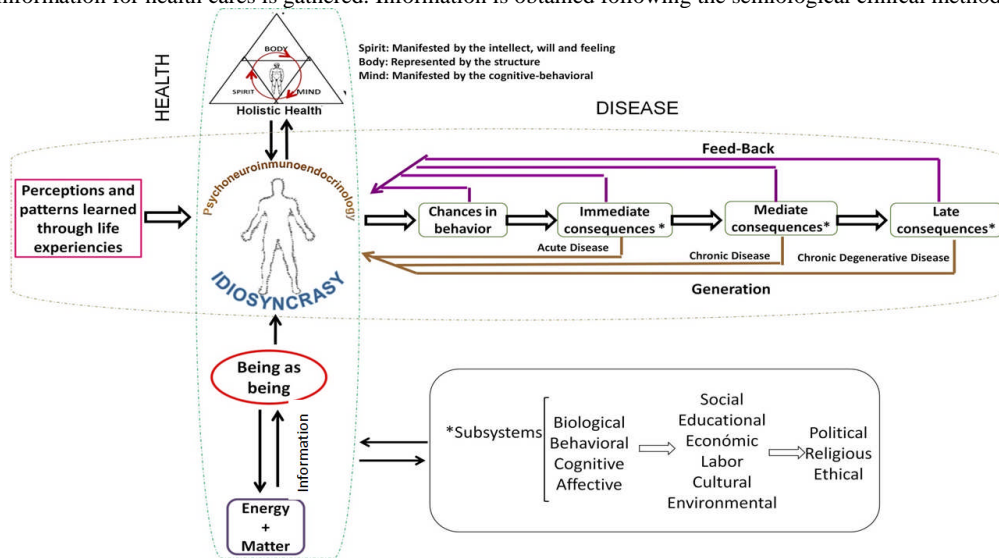 information for health cares is gathered. Information is obtained following the semiological clinical method
BODY
SPIRIT
MIND
Holistic Health
Spirit: Manifested by the intellect, will and feeling
Body: Represented by the structure
Mind: Manifested by the cognitive-behavioral
HEALTH
DISEASE
Perceptions and
patterns learned
through life
experiencies
Psychoneuroinmunoendocrinology
IDIOSYNCRASY
Feed-Back
Chances in
behavior
Immediate
consequences *
Mediate
consequences*
Late
consequences*
Acute Disease
Chronic Disease
Chronic Degenerative Disease
Generation
Being as
being
Information
Energy
+
Matter
*Subsystems
Biological
Behavioral
Cognitive
Affective
Social
Educational
Económic
Labor
Cultural
Environmental
Political
Religious
Ethical